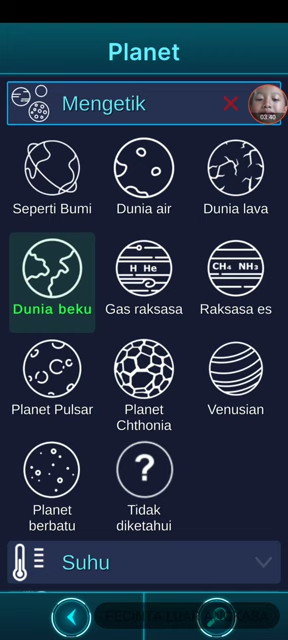 Planet
Mengetik
03:40
Seperti Bumi
Dunia air
Dunia lava
Dunia beku
H He
Gas raksasa
CH₄ NH₃
Raksasa es
Planet Pulsar
Planet Chthonia
Venusian
Planet berbatu
?
Tidak diketahui
Suhu